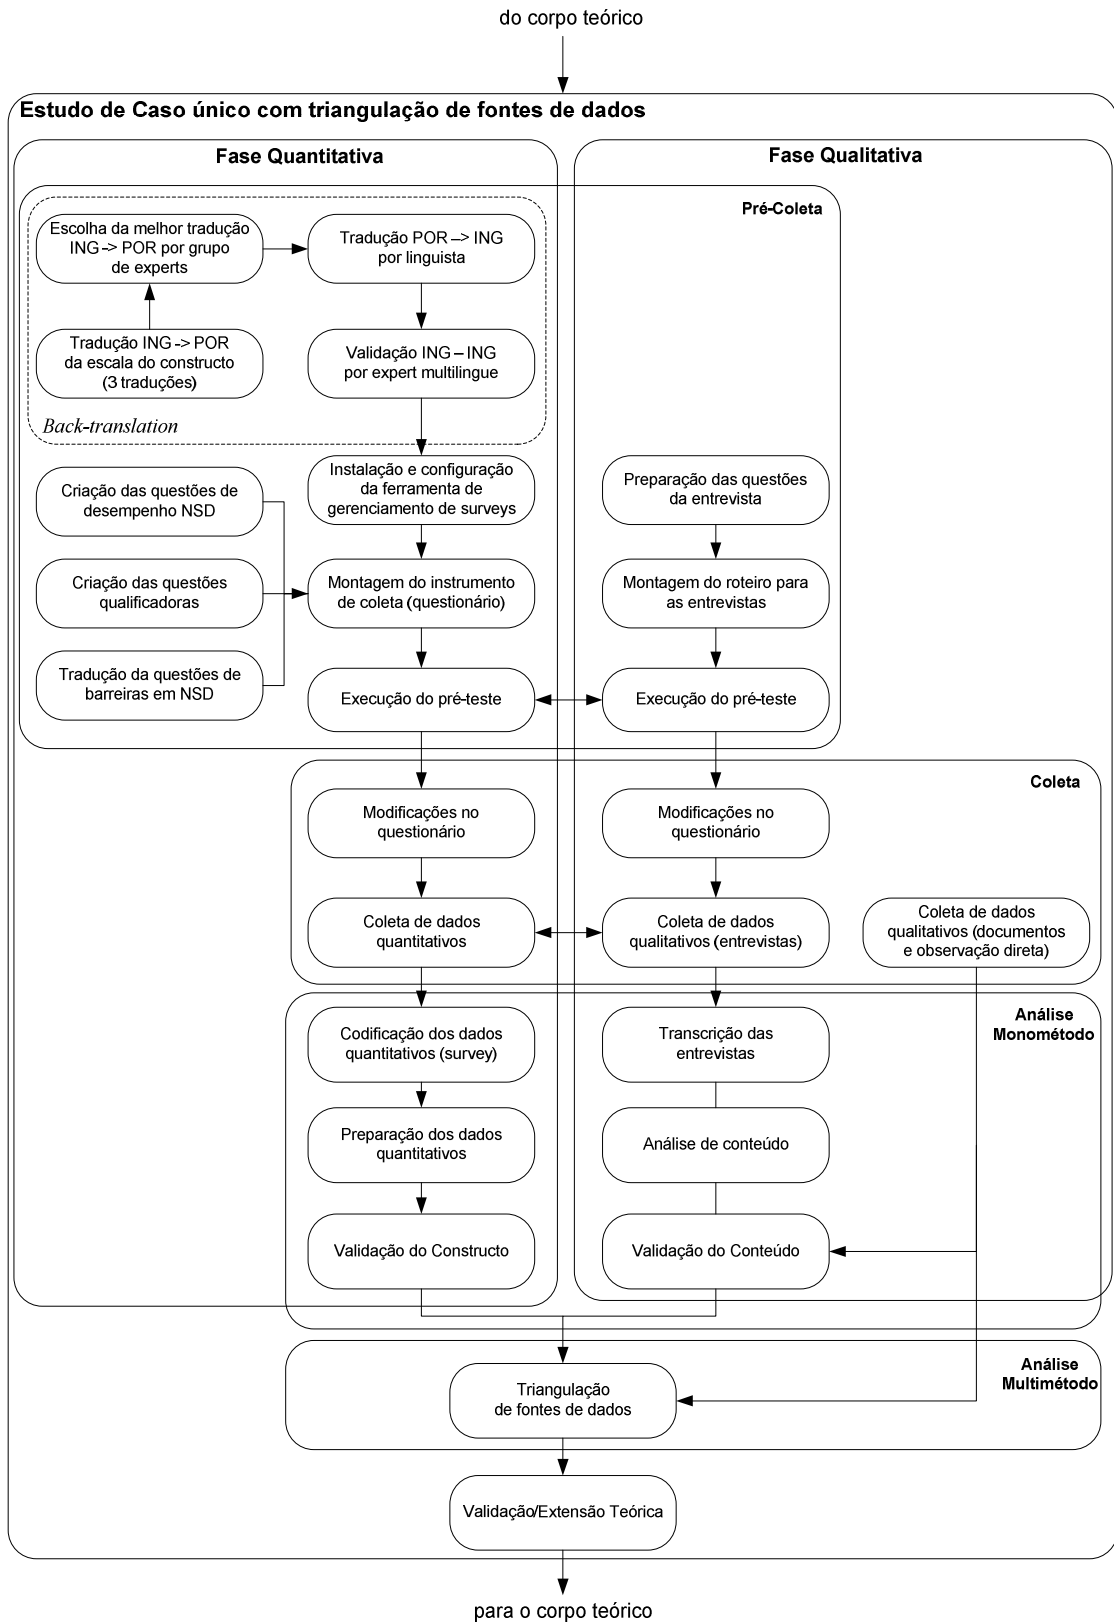 do corpo teórico
Estudo de Caso único com triangulação de fontes de dados
Fase Quantitativa
Fase Qualitativa
Pré-Coleta
Escolha da melhor tradução
ING -> POR por grupo
de experts
Tradução POR –> ING
por linguista
Tradução ING -> POR
da escala do constructo
(3 traduções)
Validação ING – ING
por expert multilingue
Back-translation
Criação das questões de
desempenho NSD
Instalação e configuração
da ferramenta de
gerenciamento de surveys
Preparação das questões
da entrevista
Criação das questões
qualificadoras
Montagem do instrumento
de coleta (questionário)
Montagem do roteiro para
as entrevistas
Tradução da questões de
barreiras em NSD
Execução do pré-teste
Execução do pré-teste
Coleta
Modificações no
questionário
Modificações no
questionário
Coleta de dados
quantitativos
Coleta de dados
qualitativos (entrevistas)
Coleta de dados
qualitativos (documentos
e observação direta)
Análise
Monométodo
Codificação dos dados
quantitativos (survey)
Transcrição das
entrevistas
Preparação dos dados
quantitativos
Análise de conteúdo
Validação do Constructo
Validação do Conteúdo
Análise
Multimétodo
Triangulação
de fontes de dados
Validação/Extensão Teórica
para o corpo teórico